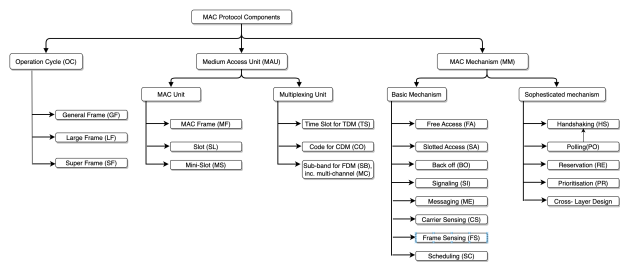 MAC Protocol Components
Operation Cycle (OC)
Medium Access Unit (MAU)
MAC Mechanism (MM)
MAC Unit
Multiplexing Unit
Basic Mechanism
Sophesticated mechanism
General Frame (GF)
Large Frame (LF)
Super Frame (SF)
MAC Frame (MF)
Slot (SL)
Mini-Slot (MS)
Time Slot for TDM (TS)
Code for CDM (CO)
Sub-band for FDM (SB),
inc. multi-channel (MC)
Free Access (FA)
Slotted Access (SA)
Back off (BO)
Signaling (SI)
Messaging (ME)
Carrier Sensing (CS)
Frame Sensing (FS)
Scheduling (SC)
Handshaking (HS)
Polling(PO)
Reservation (RE)
Prioritisation (PR)
Cross- Layer Design